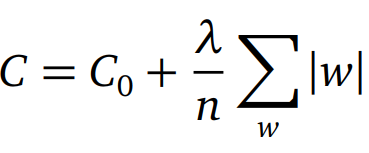 C = C₀ + λ/n ∑_w |w|